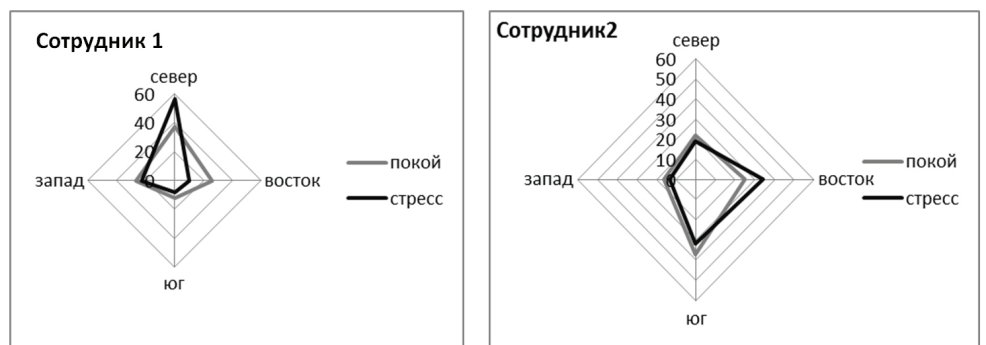 Сотрудник 1
север
60
40
20
0
запад
восток
юг
покой
стресс
Сотрудник2
север
60
50
40
30
20
10
0
запад
восток
юг
покой
стресс